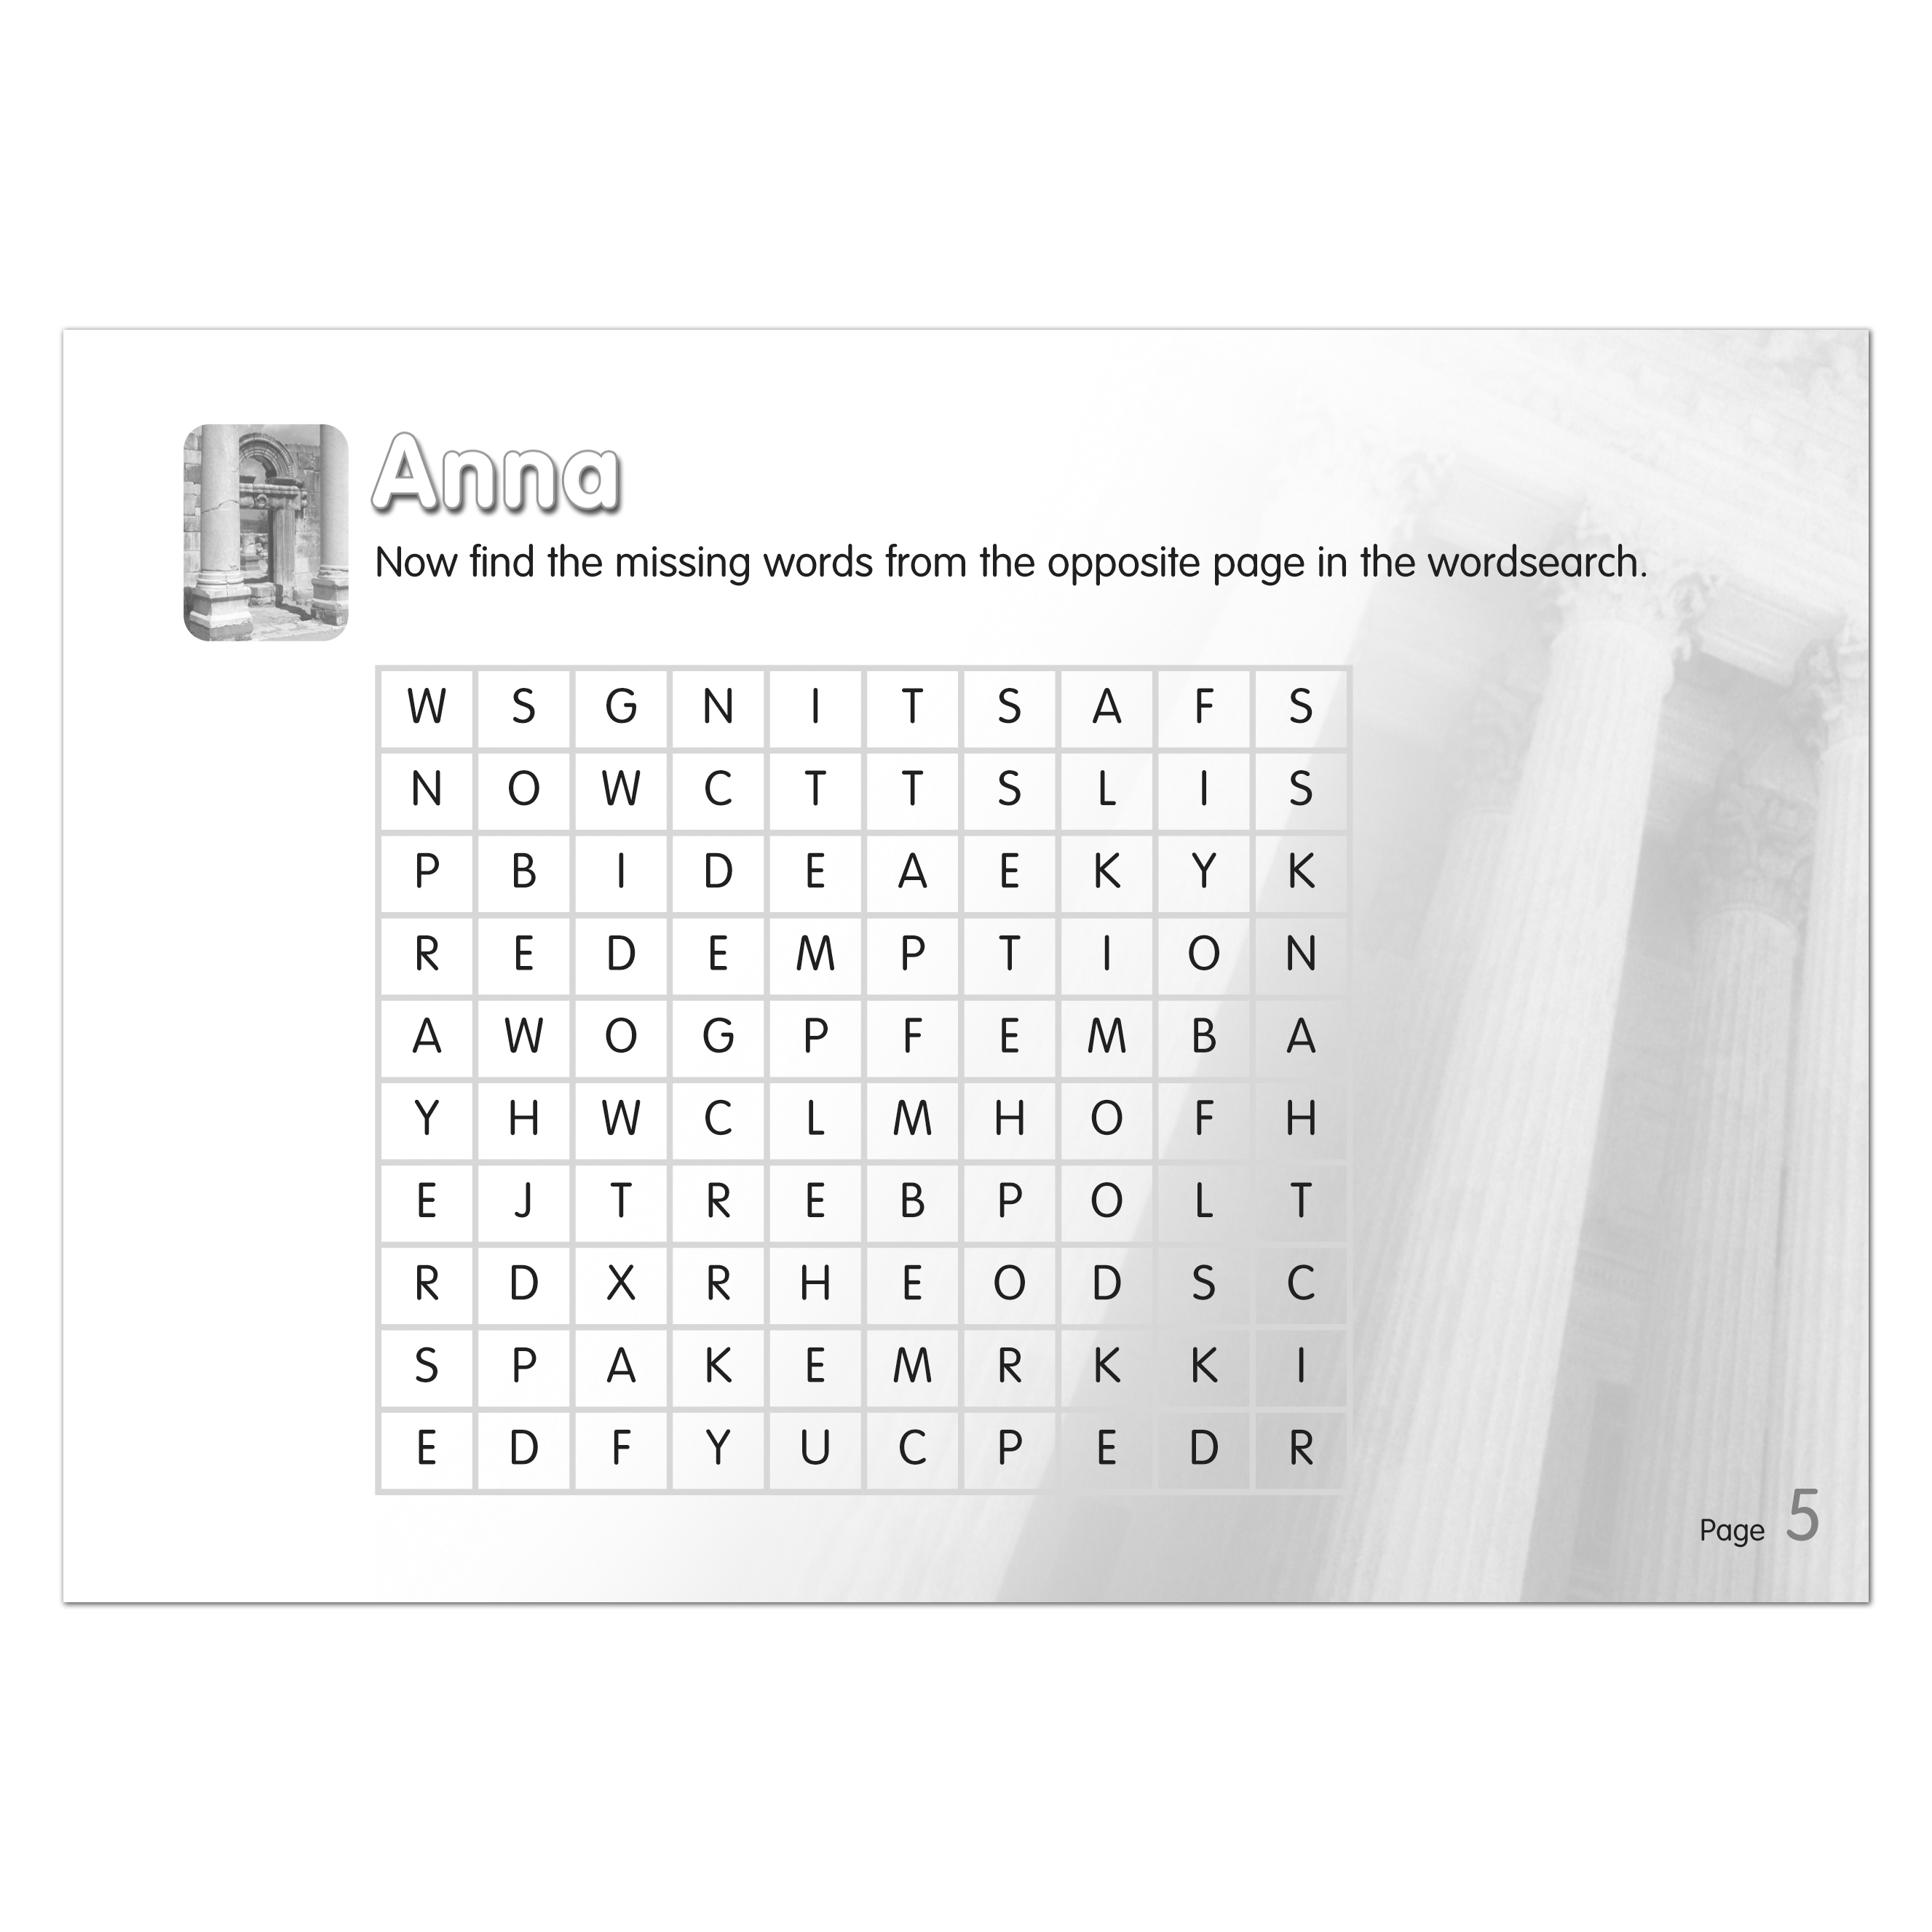 Anna
Now find the missing words from the opposite page in the wordsearch.
W S G N I T S A F S
N O W C T T S L I S
P B I D E A E K Y K
R E D E M P T I O N
A W O G P F E M B A
Y H W C L M H O F H
E J T R E B P O L T
R D X R H E O D S C
S P A K E M R K K I
E D F Y U C P E D R
Page 5